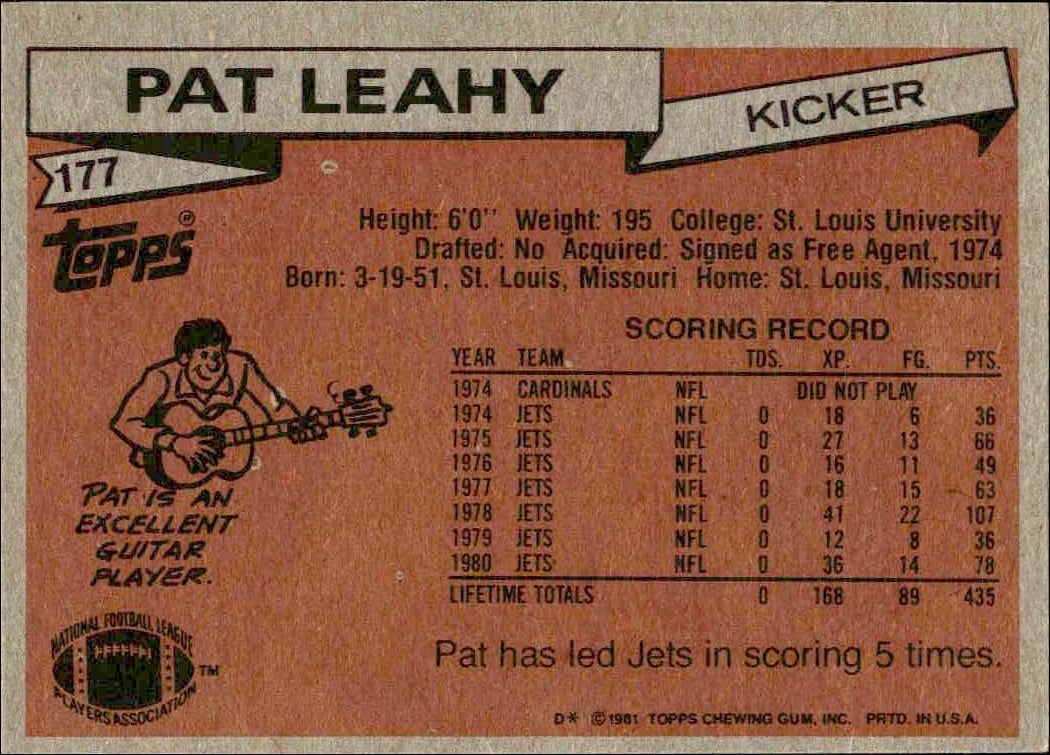 PAT LEAHY
KICKER
177
Topps®
Height: 6'0'' Weight: 195 College: St. Louis University
Drafted: No Acquired: Signed as Free Agent, 1974
Born: 3-19-51, St. Louis, Missouri Home: St. Louis, Missouri
SCORING RECORD
YEAR TEAM TDS. XP. FG. PTS.
1974 CARDINALS NFL DID NOT PLAY
1974 JETS NFL 0 18 6 36
1975 JETS NFL 0 27 13 66
1976 JETS NFL 0 16 11 49
1977 JETS NFL 0 18 15 63
1978 JETS NFL 0 41 22 107
1979 JETS NFL 0 12 8 36
1980 JETS NFL 0 36 14 78
LIFETIME TOTALS 0 168 89 435
PAT IS AN
EXCELLENT
GUITAR
PLAYER.
NATIONAL FOOTBALL LEAGUE
PLAYERS ASSOCIATION
TM
Pat has led Jets in scoring 5 times.
D* ©1981 TOPPS CHEWING GUM, INC. PRTD. IN U.S.A.